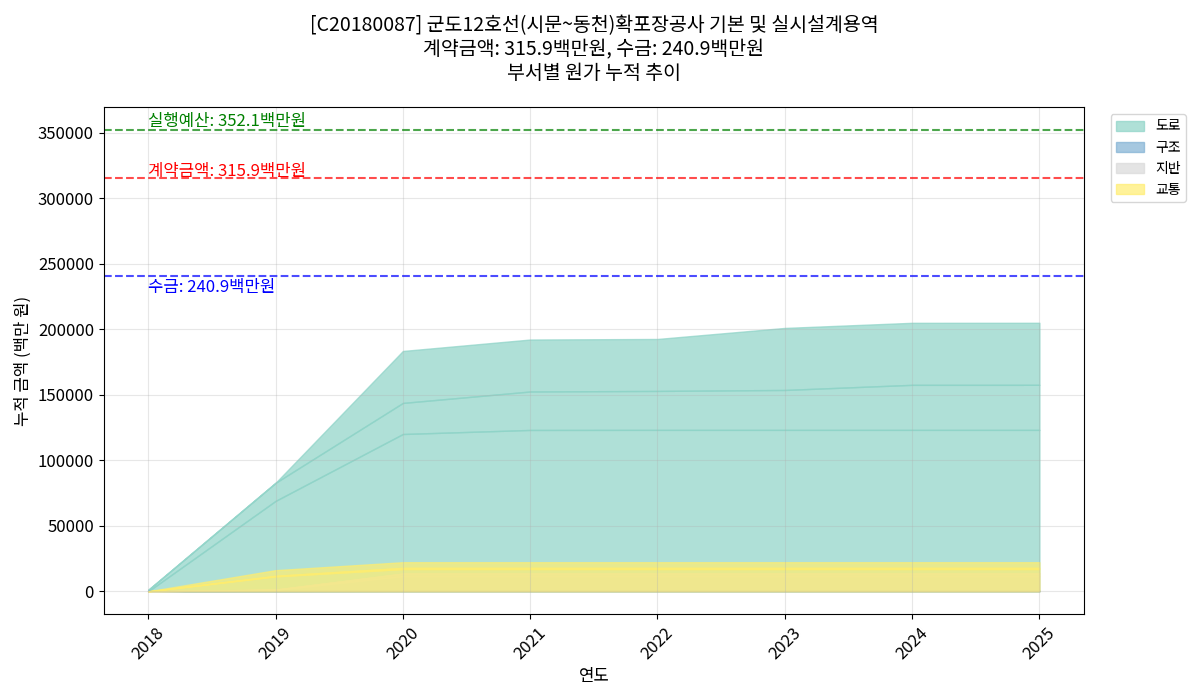 [C20180087] 군도12호선(시문~동천)확포장공사 기본 및 실시설계용역
계약금액: 315.9백만원, 수금: 240.9백만원
부서별 원가 누적 추이
실행예산: 352.1백만원
계약금액: 315.9백만원
수금: 240.9백만원
도로
구조
지반
교통
누적 금액 (백만 원)
350000
300000
250000
200000
150000
100000
50000
0
2018
2019
2020
2021
2022
2023
2024
2025
연도